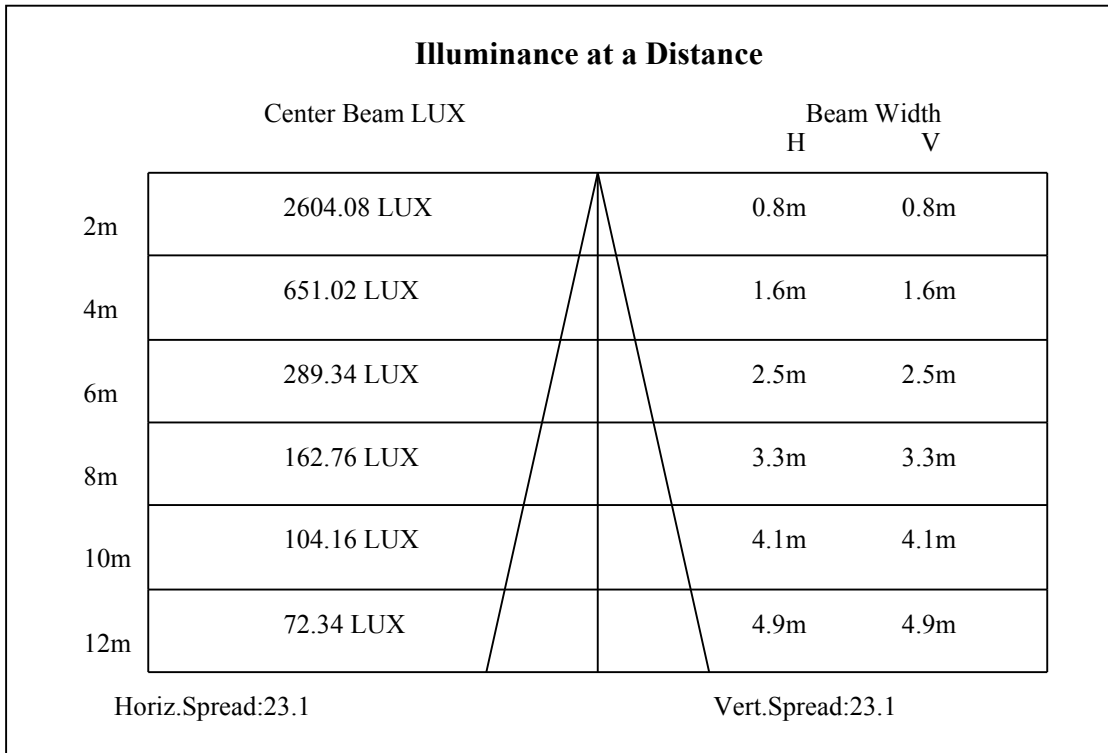 Illuminance at a Distance
Center Beam LUX Beam Width
H V
2m 2604.08 LUX 0.8m 0.8m
4m 651.02 LUX 1.6m 1.6m
6m 289.34 LUX 2.5m 2.5m
8m 162.76 LUX 3.3m 3.3m
10m 104.16 LUX 4.1m 4.1m
12m 72.34 LUX 4.9m 4.9m
Horiz.Spread:23.1 Vert.Spread:23.1